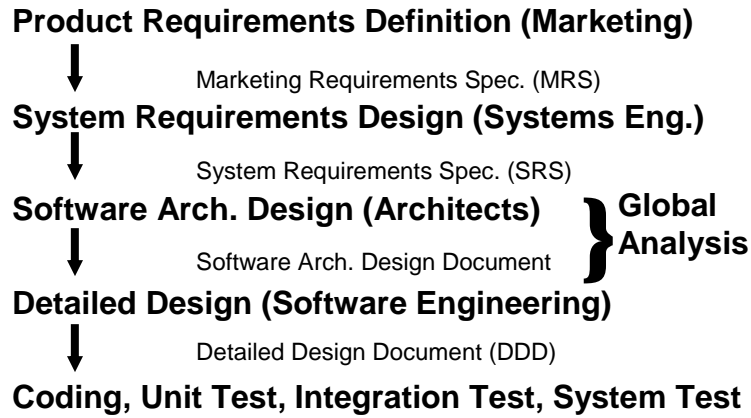 Product Requirements Definition (Marketing)
Marketing Requirements Spec. (MRS)
System Requirements Design (Systems Eng.)
System Requirements Spec. (SRS)
Software Arch. Design (Architects)
Software Arch. Design Document
} Global
Analysis
Detailed Design (Software Engineering)
Detailed Design Document (DDD)
Coding, Unit Test, Integration Test, System Test